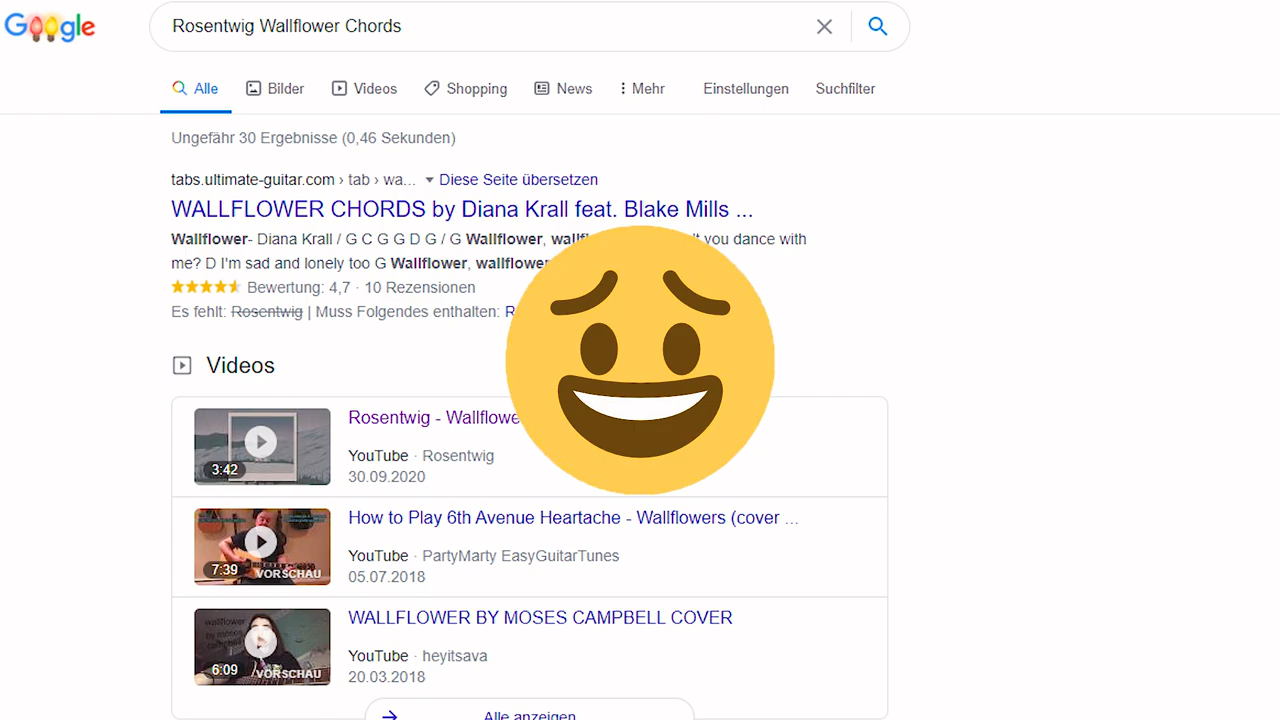 Google
Rosentwig Wallflower Chords
Alle Bilder Videos Shopping News Mehr Einstellungen Suchfilter
Ungefähr 30 Ergebnisse (0,46 Sekunden)
tabs.ultimate-guitar.com › tab › wa... Diese Seite übersetzen
WALLFLOWER CHORDS by Diana Krall feat. Blake Mills ...
Wallflower- Diana Krall / G C G G D G / G Wallflower, you dance with
me? D I'm sad and lonely too G Wallflower,
Bewertung: 4,7 · 10 Rezensionen
Es fehlt: Rosentwig | Muss Folgendes enthalten:
Videos
Rosentwig -
YouTube · Rosentwig
30.09.2020
3:42
How to Play 6th Avenue Heartache - Wallflowers (cover ...
YouTube · PartyMarty EasyGuitarTunes
05.07.2018
7:39 VORSCHAU
WALLFLOWER BY MOSES CAMPBELL COVER
YouTube · heyitsava
20.03.2018
wallflower
by moses
campbell
6:09 VORSCHAU
Alle anzeigen